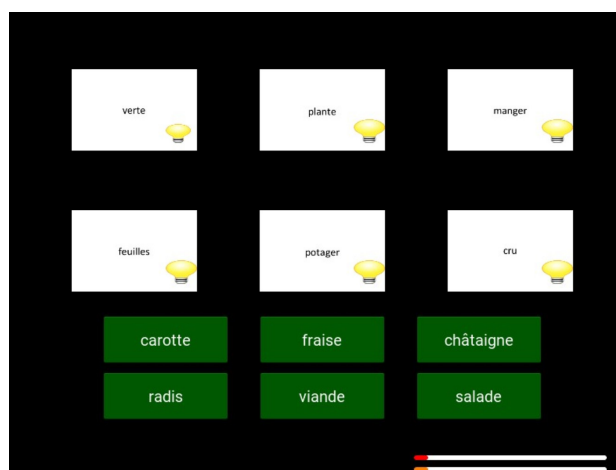 verte
plante
manger
feuilles
potager
cru
carotte
fraise
châtaigne
radis
viande
salade